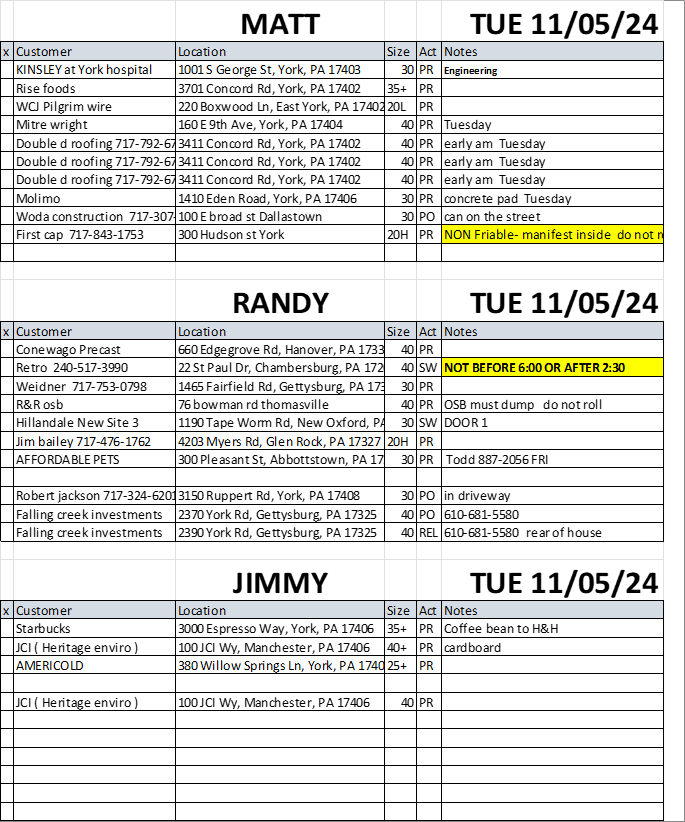 MATT TUE 11/05/24
x Customer Location Size Act Notes
KINSLEY at York hospital 1001 S George St, York, PA 17403 30 PR Engineering
Rise foods 3701 Concord Rd, York, PA 17402 35+ PR
WCJ Pilgrim wire 220 Boxwood Ln, East York, PA 17402 20L PR
Mitre wright 160 E 9th Ave, York, PA 17404 40 PR Tuesday
Double d roofing 717-792-67 3411 Concord Rd, York, PA 17402 40 PR early am Tuesday
Double d roofing 717-792-67 3411 Concord Rd, York, PA 17402 40 PR early am Tuesday
Double d roofing 717-792-67 3411 Concord Rd, York, PA 17402 40 PR early am Tuesday
Molimo 1410 Eden Road, York, PA 17406 30 PR concrete pad Tuesday
Woda construction 717-307- 100 E broad st Dallastown 30 PO can on the street
First cap 717-843-1753 300 Hudson st York 20H PR NON Friable- manifest inside do not r
RANDY TUE 11/05/24
x Customer Location Size Act Notes
Conewago Precast 660 Edgegrove Rd, Hanover, PA 1733 40 PR
Retro 240-517-3990 22 St Paul Dr, Chambersburg, PA 172 40 SW NOT BEFORE 6:00 OR AFTER 2:30
Weidner 717-753-0798 1465 Fairfield Rd, Gettysburg, PA 173 30 PR
R&R osb 76 bowman rd thomasville 40 PR OSB must dump do not roll
Hillandale New Site 3 1190 Tape Worm Rd, New Oxford, PA 30 SW DOOR 1
Jim bailey 717-476-1762 4203 Myers Rd, Glen Rock, PA 17327 20H PR
AFFORDABLE PETS 300 Pleasant St, Abbottstown, PA 17 30 PR Todd 887-2056 FRI
Robert jackson 717-324-6201 3150 Ruppert Rd, York, PA 17408 30 PO in driveway
Falling creek investments 2370 York Rd, Gettysburg, PA 17325 40 PO 610-681-5580
Falling creek investments 2390 York Rd, Gettysburg, PA 17325 40 REL 610-681-5580 rear of house
JIMMY TUE 11/05/24
x Customer Location Size Act Notes
Starbucks 3000 Espresso Way, York, PA 17406 35+ PR Coffee bean to H&H
JCI ( Heritage enviro ) 100 JCI Wy, Manchester, PA 17406 40+ PR cardboard
AMERICOLD 380 Willow Springs Ln, York, PA 1740 25+ PR
JCI ( Heritage enviro ) 100 JCI Wy, Manchester, PA 17406 40 PR